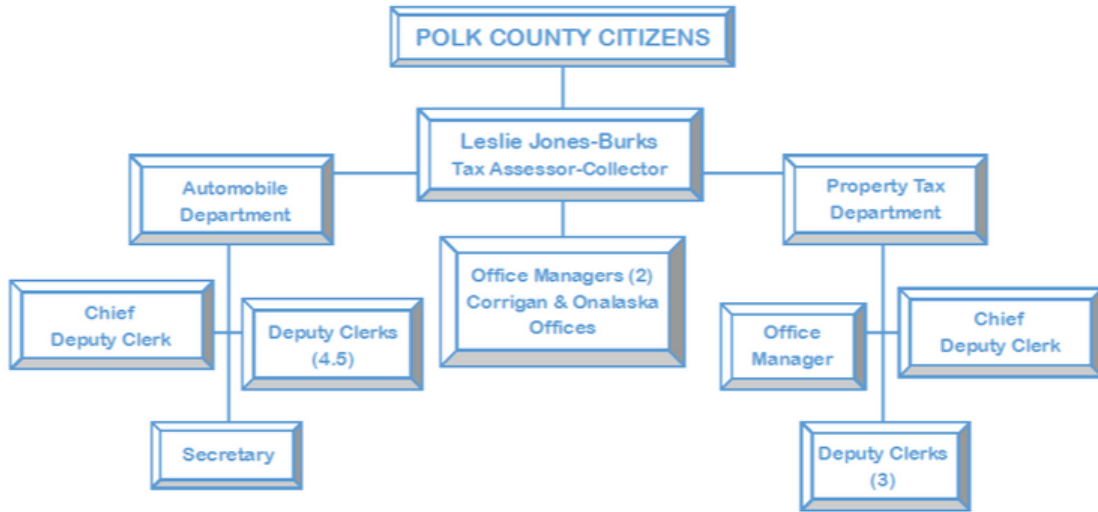 POLK COUNTY CITIZENS
Leslie Jones-Burks
Tax Assessor-Collector
Automobile
Department
Property Tax
Department
Office Managers (2)
Corrigan & Onalaska
Offices
Chief
Deputy Clerk
Deputy Clerks
(4.5)
Secretary
Office
Manager
Chief
Deputy Clerk
Deputy Clerks
(3)